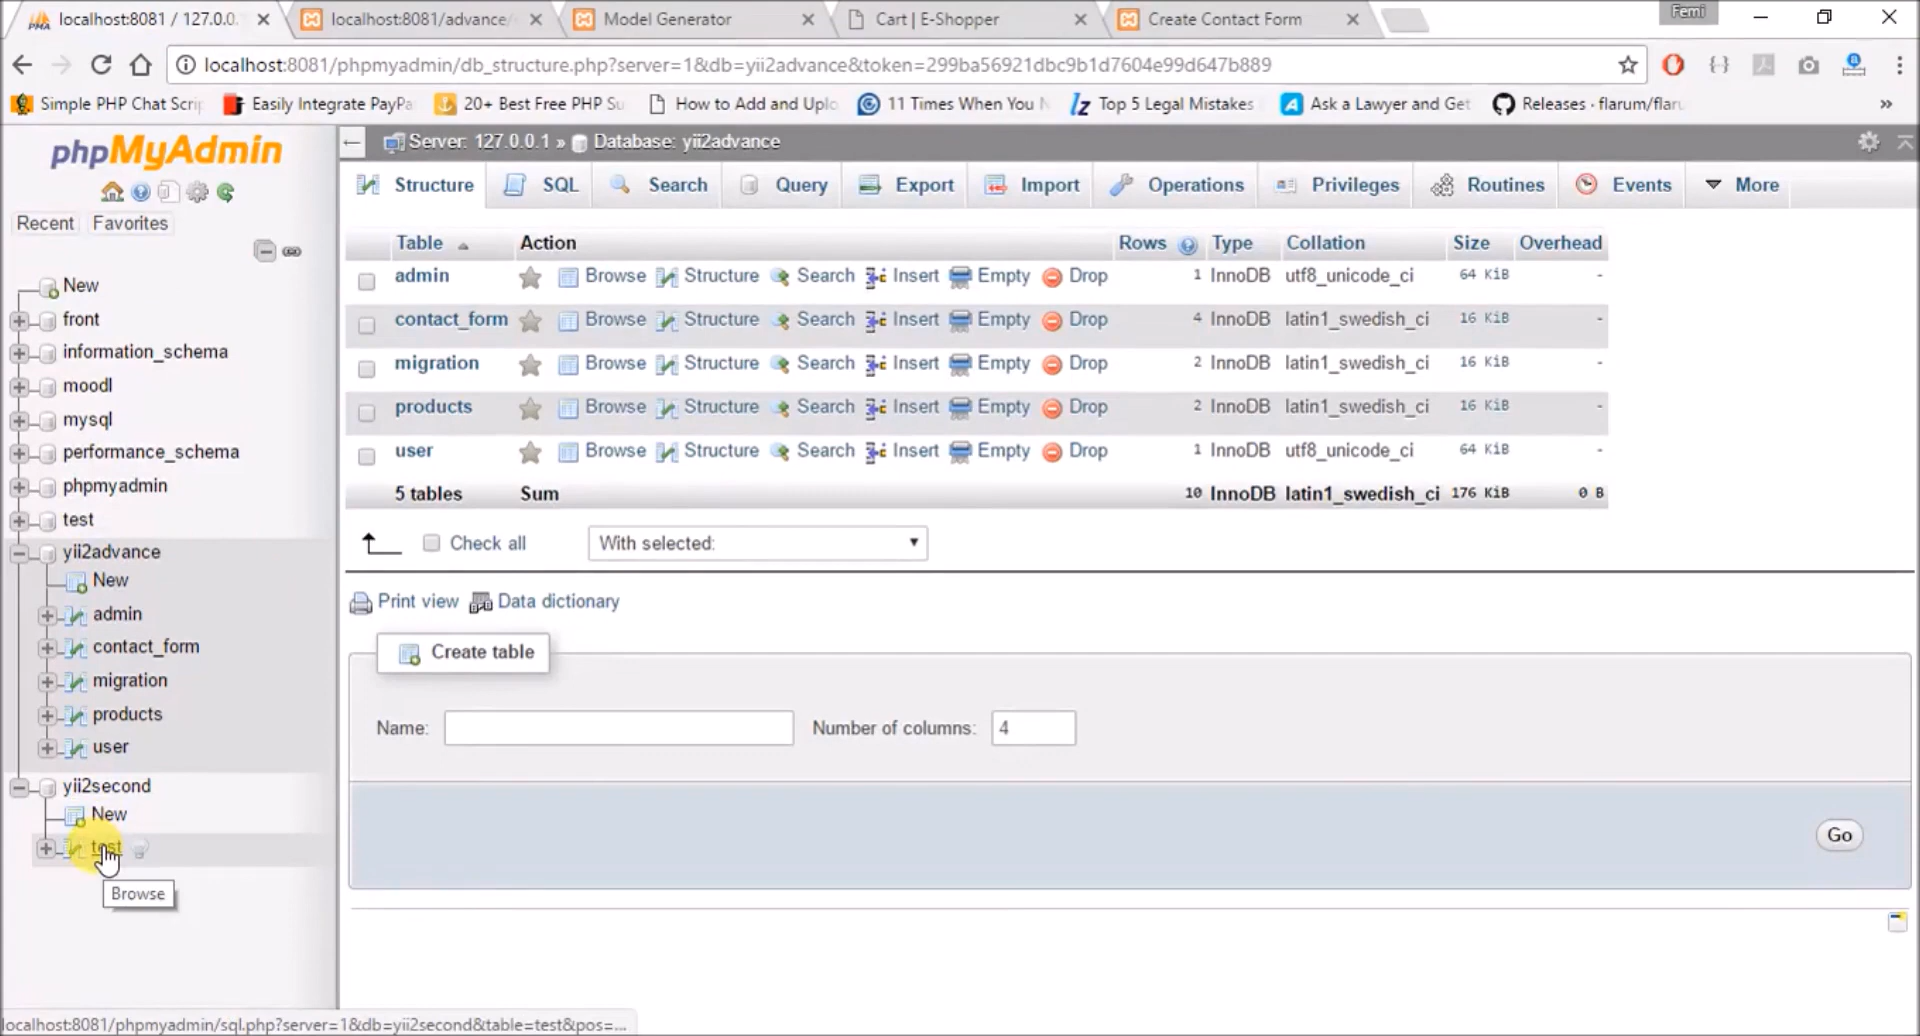 localhost:8081 / 127.0.0.
localhost:8081/advance/
Model Generator
Cart | E-Shopper
Create Contact Form
Femi
localhost:8081/phpmyadmin/db_structure.php?server=1&db=yii2advance&token=299ba56921dbc9b1d7604e99d647b889
Simple PHP Chat Scrip
Easily Integrate PayPa
20+ Best Free PHP Su
How to Add and Uplo
11 Times When You N
Top 5 Legal Mistakes
Ask a Lawyer and Get
Releases · flarum/flaru
»
phpMyAdmin
Recent
Favorites
New
front
information_schema
moodl
mysql
performance_schema
phpmyadmin
test
yii2advance
New
admin
contact_form
migration
products
user
yii2second
New
test
Browse
Server: 127.0.0.1 » Database: yii2advance
Structure
SQL
Search
Query
Export
Import
Operations
Privileges
Routines
Events
More
Table Action Rows Type Collation Size Overhead
admin Browse Structure Search Insert Empty Drop 1 InnoDB utf8_unicode_ci 64 KiB -
contact_form Browse Structure Search Insert Empty Drop 4 InnoDB latin1_swedish_ci 16 KiB -
migration Browse Structure Search Insert Empty Drop 2 InnoDB latin1_swedish_ci 16 KiB -
products Browse Structure Search Insert Empty Drop 2 InnoDB latin1_swedish_ci 16 KiB -
user Browse Structure Search Insert Empty Drop 1 InnoDB utf8_unicode_ci 64 KiB -
5 tables Sum 10 InnoDB latin1_swedish_ci 176 KiB 0 B
Check all
With selected:
Print view
Data dictionary
Create table
Name:
Number of columns: 4
Go
localhost:8081/phpmyadmin/sql.php?server=1&db=yii2second&table=test&pos=...